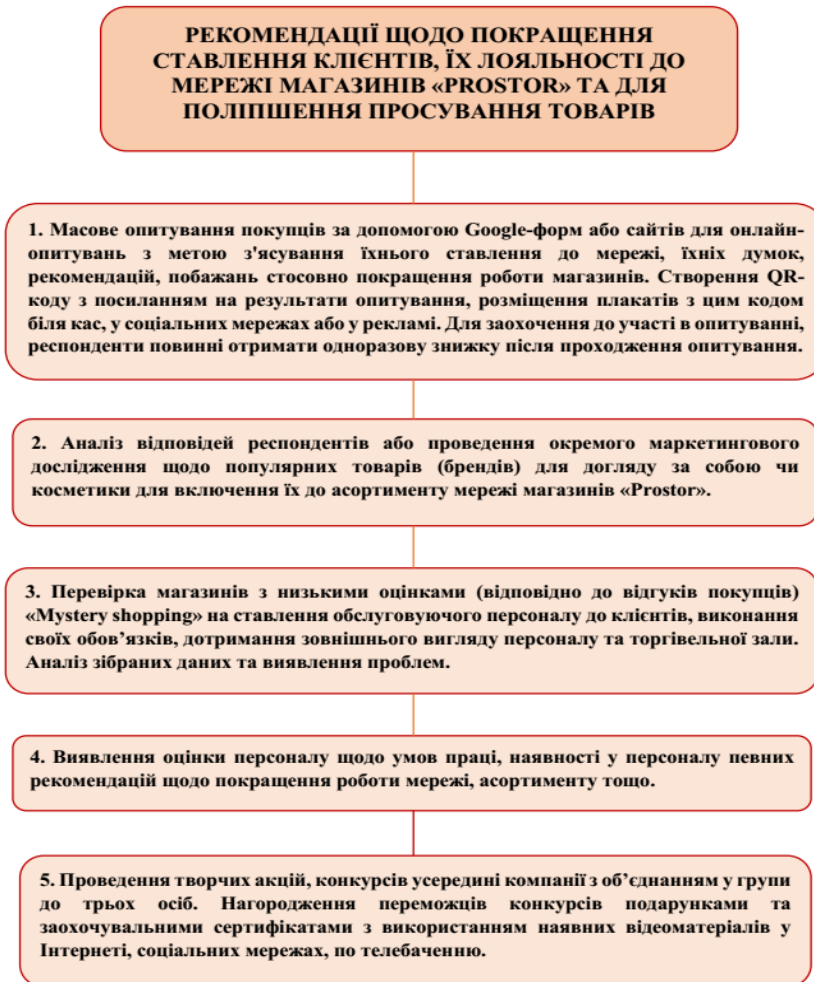 РЕКОМЕНДАЦІЇ ЩОДО ПОКРАЩЕННЯ
СТАВЛЕННЯ КЛІЄНТІВ, ЇХ ЛОЯЛЬНОСТІ ДО
МЕРЕЖІ МАГАЗИНІВ «PROSTOR» ТА ДЛЯ
ПОЛІПШЕННЯ ПРОСУВАННЯ ТОВАРІВ
1. Масове опитування покупців за допомогою Google-форм або сайтів для онлайн-
опитувань з метою з'ясування їхнього ставлення до мережі, їхніх думок,
рекомендацій, побажань стосовно покращення роботи магазинів. Створення QR-
коду з посиланням на результати опитування, розміщення плакатів з цим кодом
біля кас, у соціальних мережах або у рекламі. Для заохочення до участі в опитуванні,
респонденти повинні отримати одноразову знижку після проходження опитування.
2. Аналіз відповідей респондентів або проведення окремого маркетингового
дослідження щодо популярних товарів (брендів) для догляду за собою чи
косметики для включення їх до асортименту мережі магазинів «Prostor».
3. Перевірка магазинів з низькими оцінками (відповідно до відгуків покупців)
«Mystery shopping» на ставлення обслуговуючого персоналу до клієнтів, виконання
своїх обов’язків, дотримання зовнішнього вигляду персоналу та торгівельної зали.
Аналіз зібраних даних та виявлення проблем.
4. Виявлення оцінки персоналу щодо умов праці, наявності у персоналу певних
рекомендацій щодо покращення роботи мережі, асортименту тощо.
5. Проведення творчих акцій, конкурсів усередині компанії з об’єднанням у групи
до трьох осіб. Нагородження переможців конкурсів подарунками та
заохочувальними сертифікатами з використанням наявних відеоматеріалів у
Інтернеті, соціальних мережах, по телебаченню.